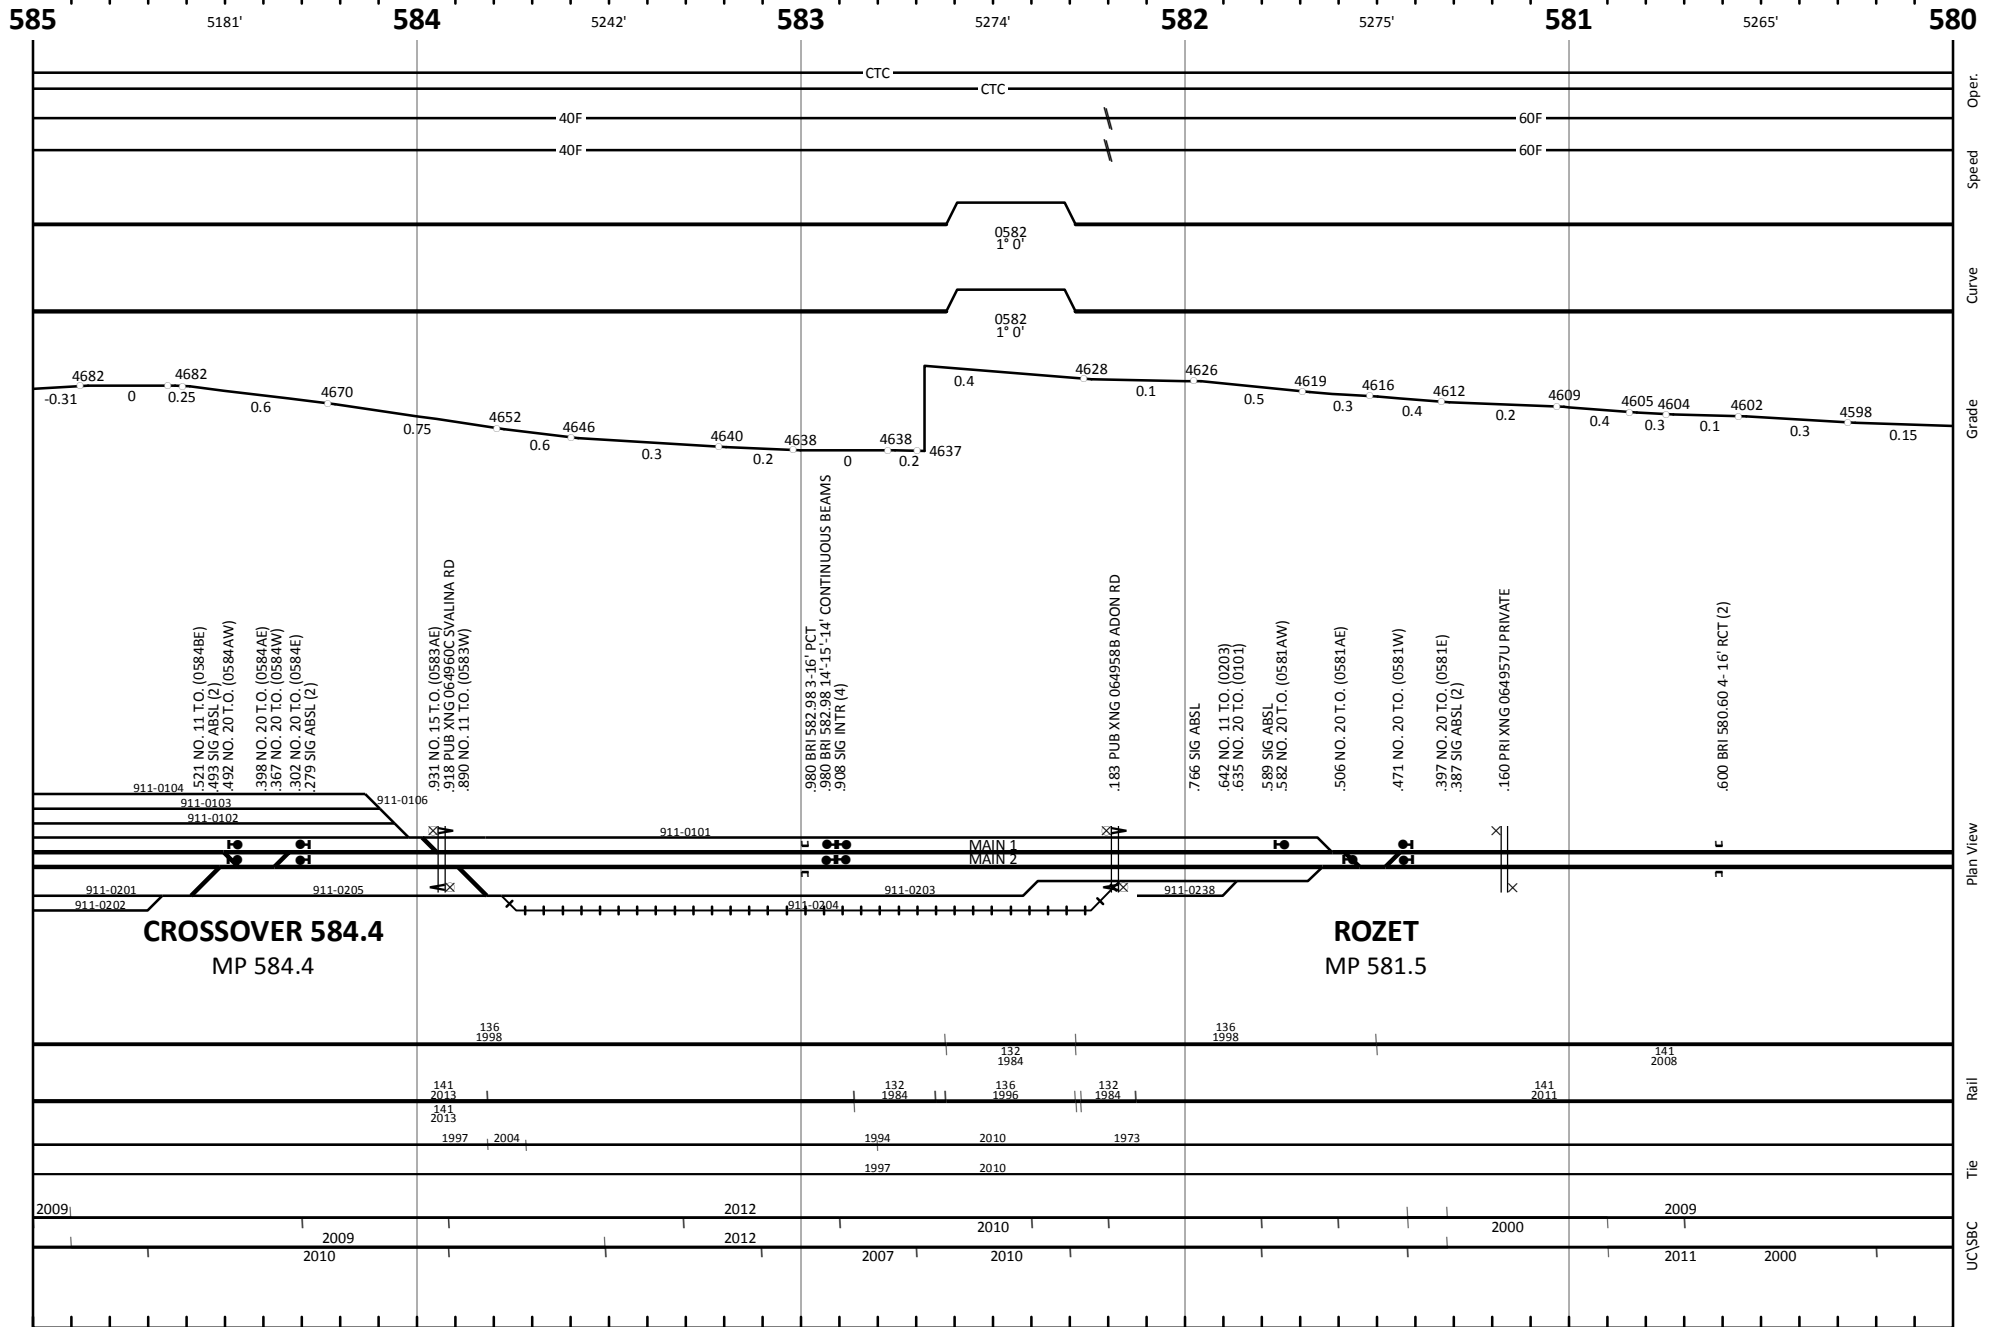 585 5181' 584 5242' 583 5274' 582 5275' 581 5265' 580
CTC
CTC
Oper.
40F 60F
40F 60F
Speed
0582
1° 0'
0582
1° 0'
Curve
4682 4682 4670 4652 4646 4640 4638 4638 4637 4628 4626 4619 4616 4612 4609 4605 4604 4602 4598
-0.31 0 0.25 0.6 0.75 0.6 0.3 0.2 0 0.2 0.4 0.1 0.5 0.3 0.4 0.2 0.4 0.3 0.1 0.3 0.15
Grade
.521 NO. 11 T.O. (0584BE)
.493 SIG ABSL (2)
.492 NO. 20 T.O. (0584AW)
.398 NO. 20 T.O. (0584AE)
.367 NO. 20 T.O. (0584W)
.302 NO. 20 T.O. (0584E)
.279 SIG ABSL (2)
.931 NO. 15 T.O. (0583AE)
.918 PUB XNG 064960C SVALINA RD
.890 NO. 11 T.O. (0583W)
.980 BRI 582.98 3-16' PCT
.980 BRI 582.98 14'-15'-14' CONTINUOUS BEAMS
.908 SIG INTR (4)
.183 PUB XNG 064958B ADON RD
.766 SIG ABSL
.642 NO. 11 T.O. (0203)
.635 NO. 20 T.O. (0101)
.589 SIG ABSL
.582 NO. 20 T.O. (0581AW)
.506 NO. 20 T.O. (0581AE)
.471 NO. 20 T.O. (0581W)
.397 NO. 20 T.O. (0581E)
.387 SIG ABSL (2)
.160 PRI XNG 064957U PRIVATE
.600 BRI 580.60 4- 16' RCT (2)
911-0104
911-0103
911-0106
911-0102
911-0101
MAIN 1
MAIN 2
911-0201 911-0205 911-0203 911-0238
911-0202 911-0204
Plan View
CROSSOVER 584.4
MP 584.4
ROZET
MP 581.5
136
1998
132
1984
136
1998
141
2008
141
2013
141
2013
132
1984
136
1996
132
1984
141
2011
Rail
1997 2004 1994 2010 1973
1997 2010
Tie
2009 2012 2009
2010 2000
2009 2012
2010 2007 2010 2011 2000
UC\SBC